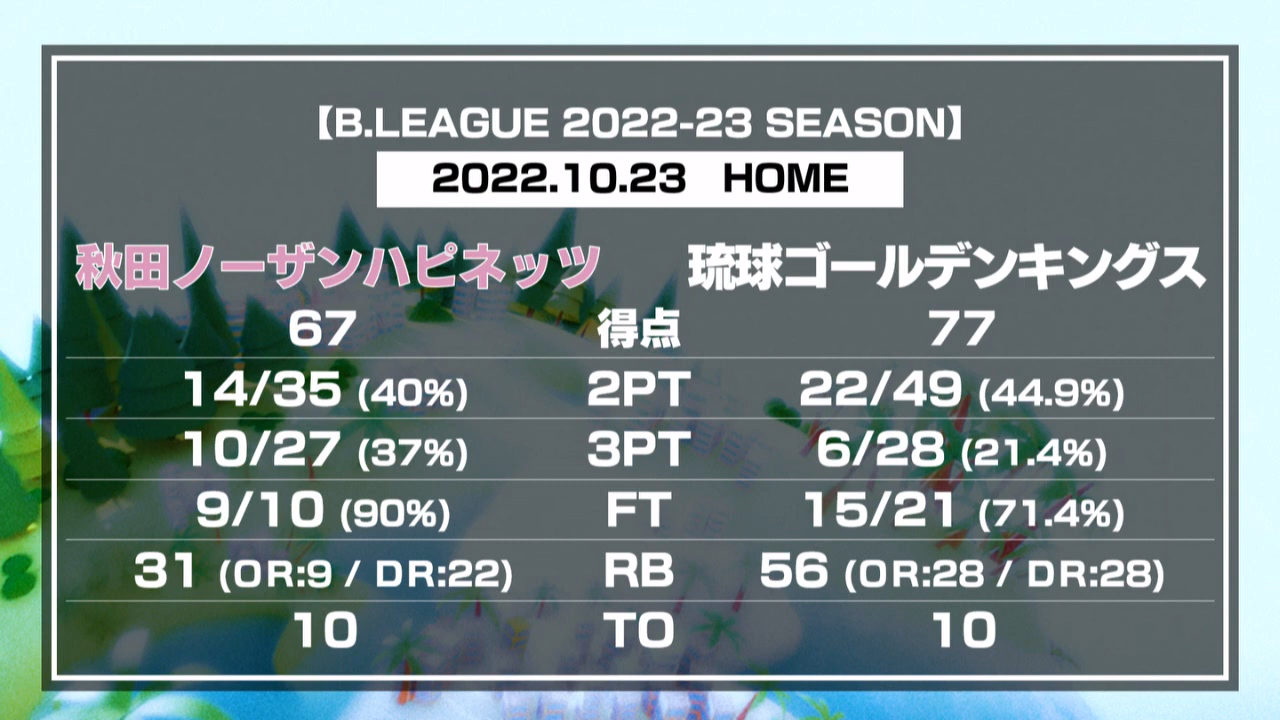 【B.LEAGUE 2022-23 SEASON】
2022.10.23 HOME
秋田ノーザンハピネッツ 琉球ゴールデンキングス
67 得点 77
14/35 (40%) 2PT 22/49 (44.9%)
10/27 (37%) 3PT 6/28 (21.4%)
9/10 (90%) FT 15/21 (71.4%)
31 (OR:9 / DR:22) RB 56 (OR:28 / DR:28)
10 TO 10